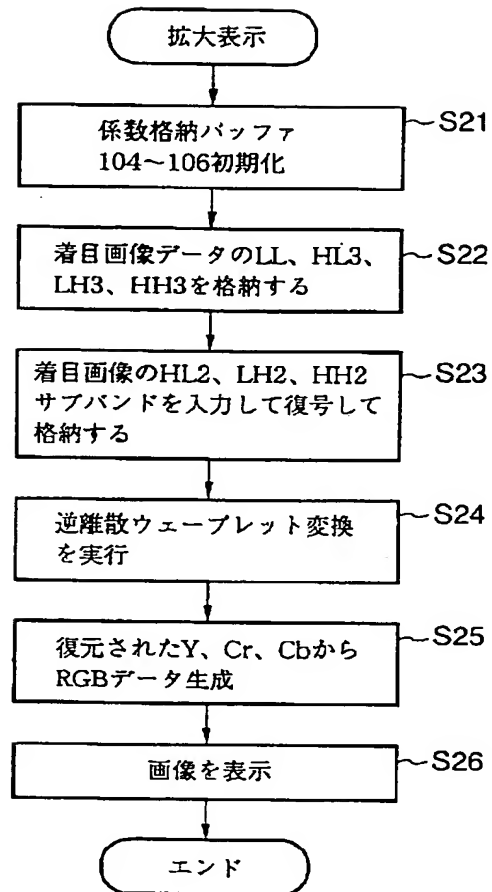 拡大表示
係数格納バッファ
104〜106初期化
S21
着目画像データのLL、HL3、
LH3、HH3を格納する
S22
着目画像のHL2、LH2、HH2
サブバンドを入力して復号して
格納する
S23
逆離散ウェーブレット変換
を実行
S24
復元されたY、Cr、Cbから
RGBデータ生成
S25
画像を表示
S26
エンド